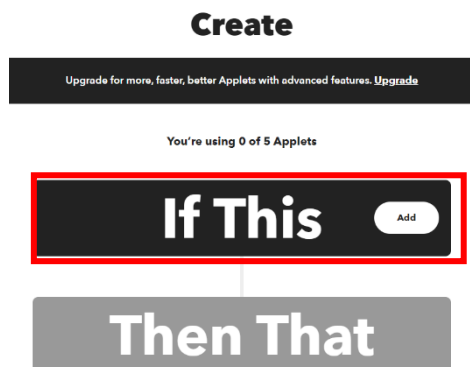 Create
Upgrade for more, faster, better Applets with advanced features. Upgrade
You're using 0 of 5 Applets
If This
Add
Then That